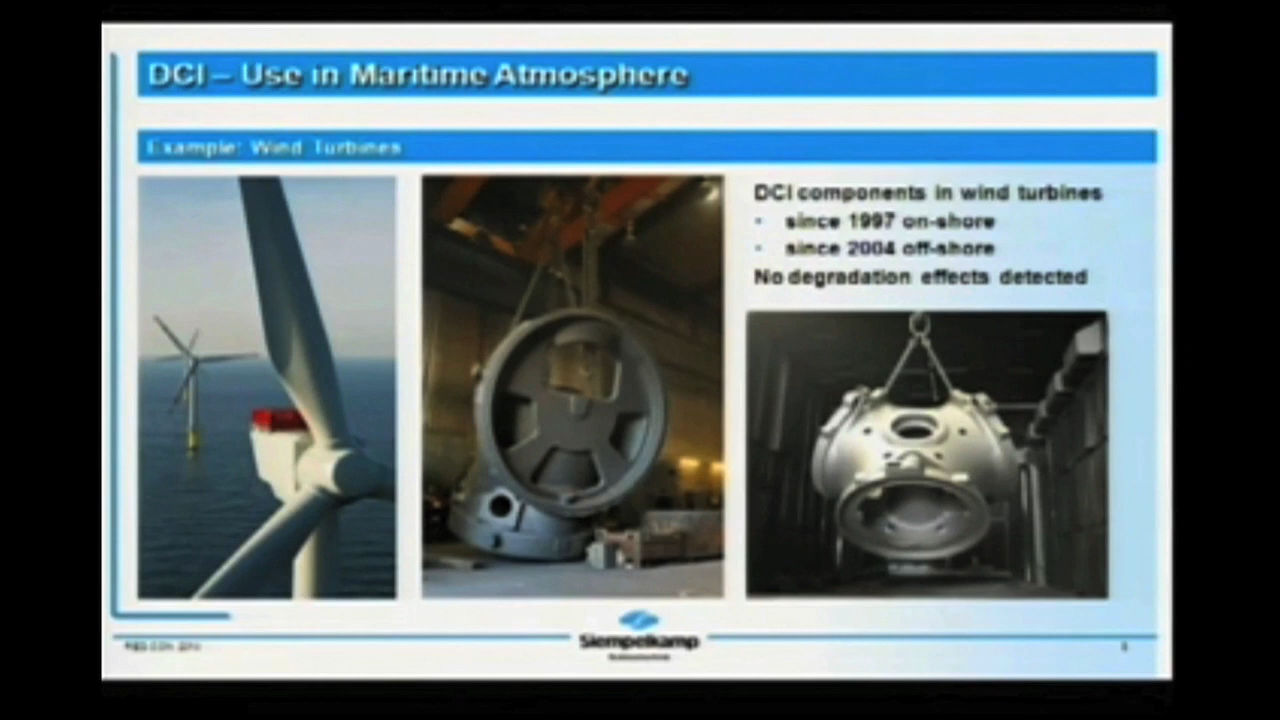 DCI – Use in Maritime Atmosphere
Example: Wind Turbines
DCI components in wind turbines
· since 1997 on-shore
· since 2004 off-shore
No degradation effects detected
Siempelkamp